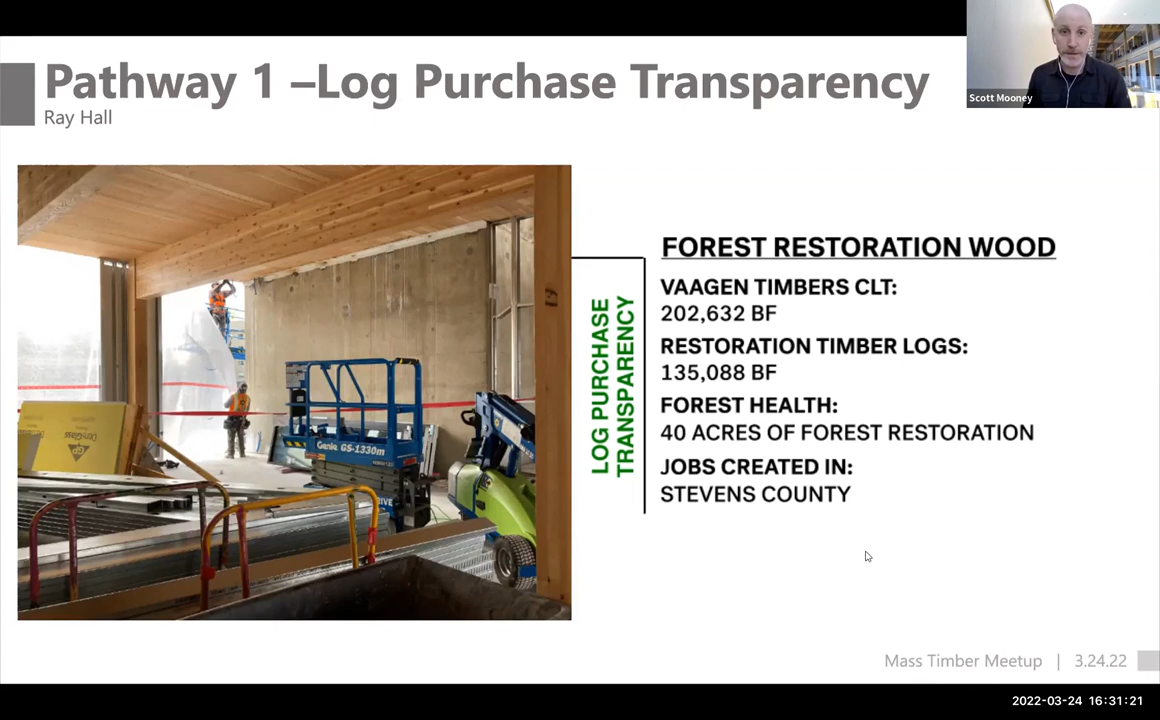 Pathway 1 –Log Purchase Transparency
Ray Hall
Scott Mooney
FOREST RESTORATION WOOD
VAAGEN TIMBERS CLT:
202,632 BF
RESTORATION TIMBER LOGS:
135,088 BF
FOREST HEALTH:
40 ACRES OF FOREST RESTORATION
JOBS CREATED IN:
STEVENS COUNTY
LOG PURCHASE
TRANSPARENCY
Genie GS-1330m
DensGlass
GP
Mass Timber Meetup | 3.24.22
2022-03-24 16:31:21